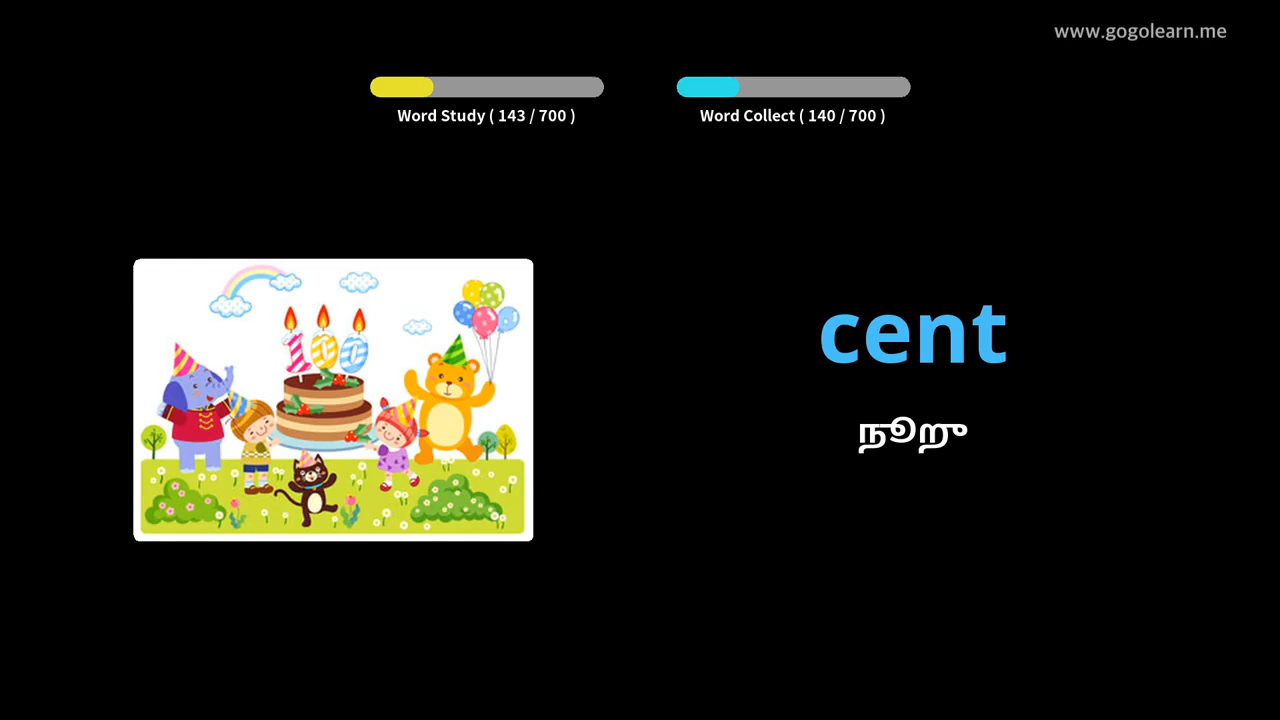 www.gogolearn.me
Word Study ( 143 / 700 )
Word Collect ( 140 / 700 )
100
cent
நூறு